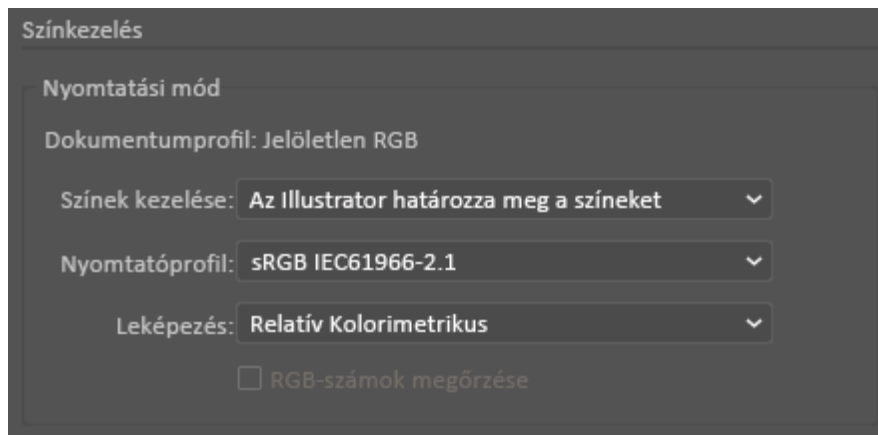 Színkezelés
Nyomtatási mód
Dokumentumprofil: Jelöletlen RGB
Színek kezelése: Az Illustrator határozza meg a színeket
Nyomtatóprofil: sRGB IEC61966-2.1
Leképezés: Relatív Kolorimetrikus
RGB-számok megőrzése